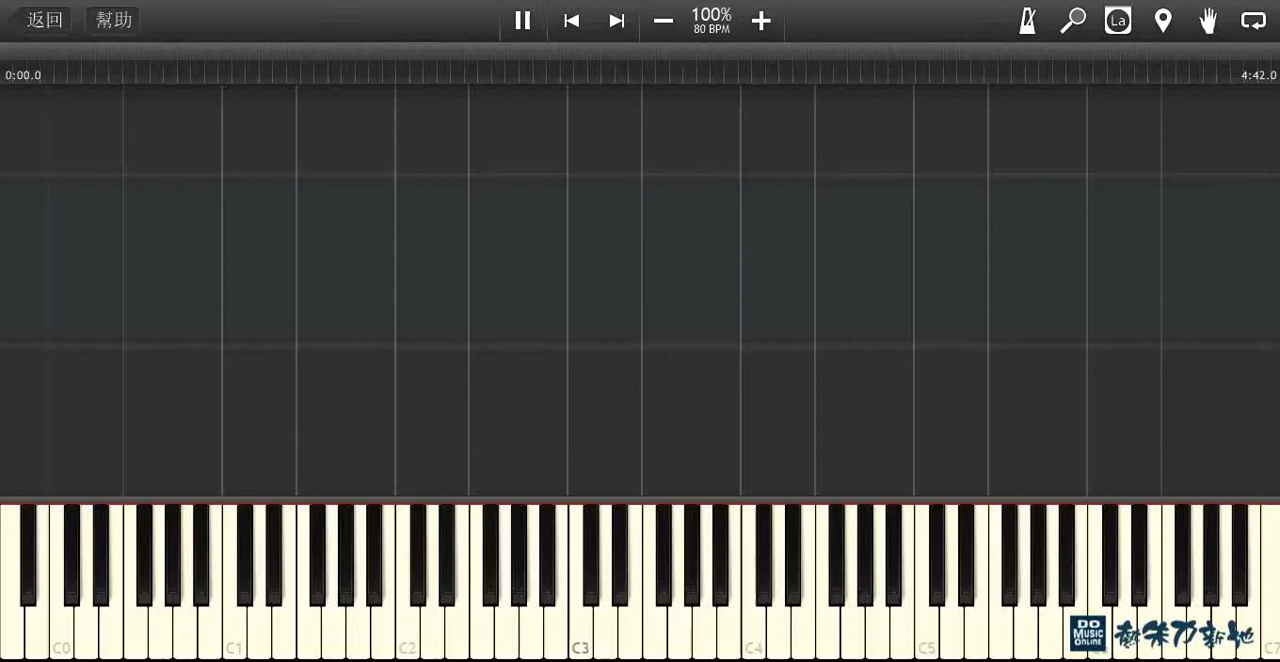 返回 幫助 100% La
80 BPM
0:00.0 4:42.0
C0 C1 C2 C3 C4 C5 C7
DO
MUSIC
ONLINE